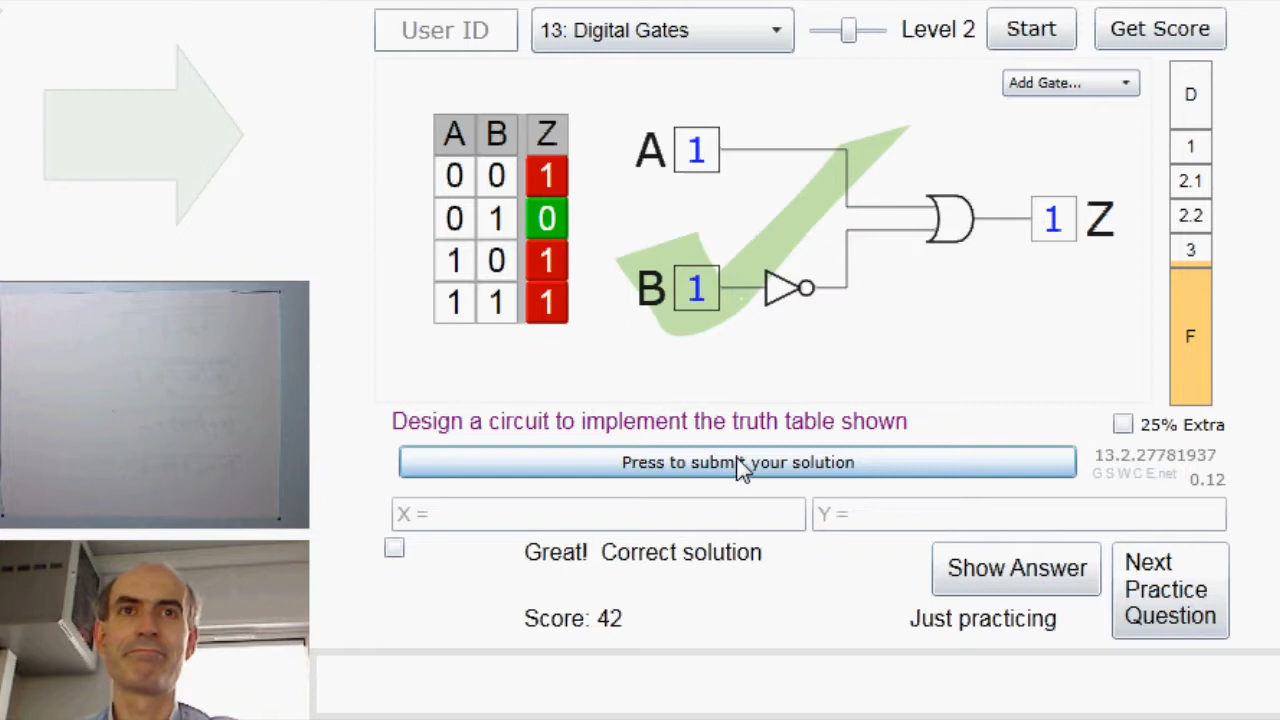 User ID
13: Digital Gates
Level 2
Start
Get Score
Add Gate...
A B Z
0 0 1
0 1 0
1 0 1
1 1 1
A 1
B 1
1 Z
D
1
2.1
2.2
3
F
Design a circuit to implement the truth table shown
25% Extra
Press to submit your solution
13.2.27781937
GSWCE.net
0.12
X =
Y =
Great! Correct solution
Show Answer
Next
Practice
Question
Score: 42
Just practicing